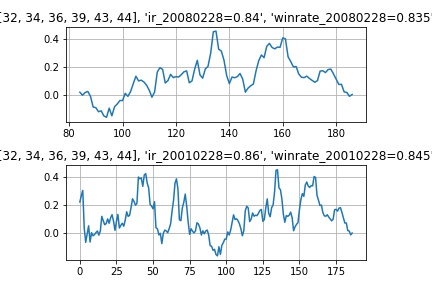 [32, 34, 36, 39, 43, 44], 'ir_20080228=0.84', 'winrate_20080228=0.835'
0.4
0.2
0.0
80 100 120 140 160 180
[32, 34, 36, 39, 43, 44], 'ir_20010228=0.86', 'winrate_20010228=0.845'
0.4
0.2
0.0
0 25 50 75 100 125 150 175